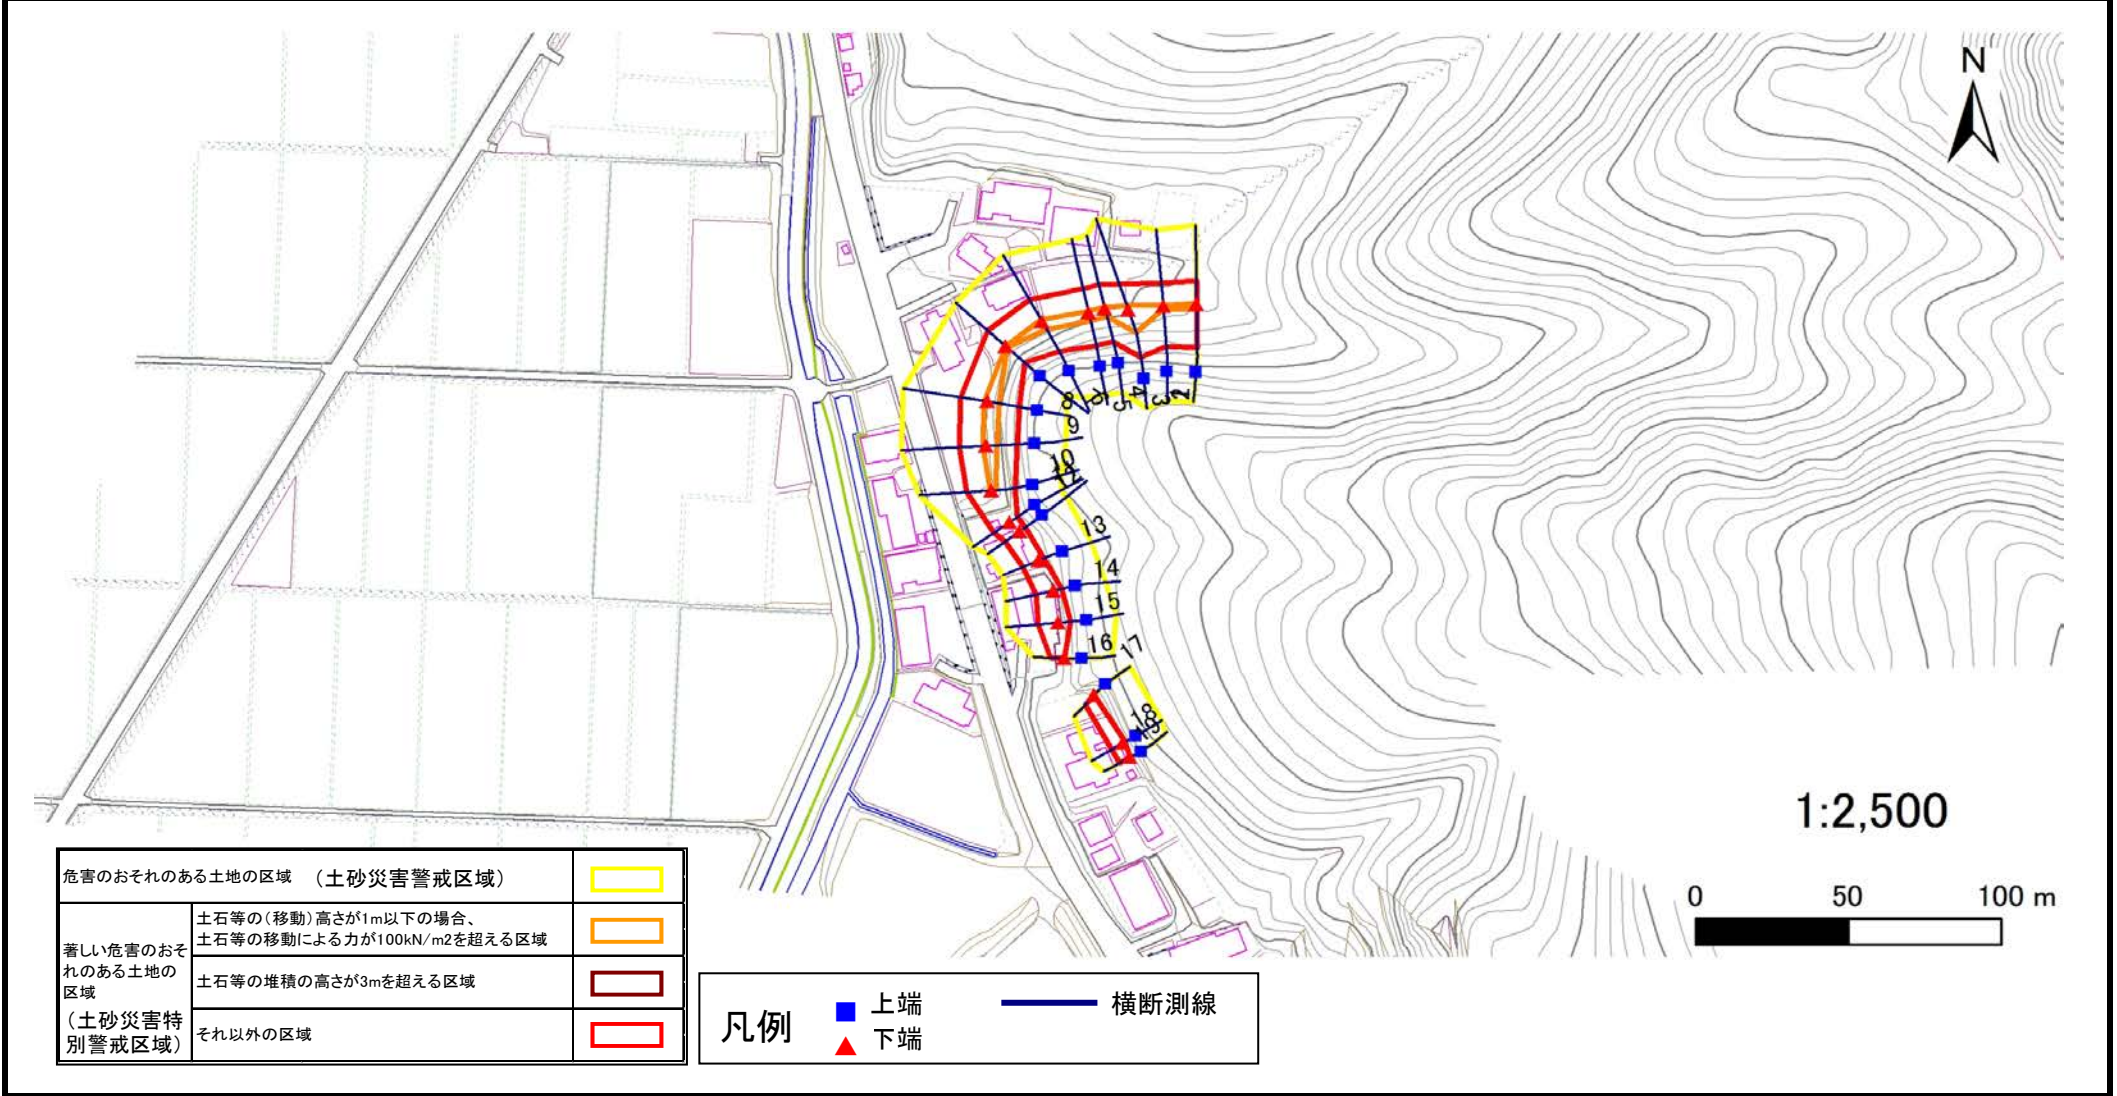 N
2
3
4
5
6
8
9
10
12
13
14
15
16
17
18
19
1:2,500
0 50 100 m
危害のおそれのある土地の区域 (土砂災害警戒区域)
著しい危害のおそ
れのある土地の
区域
(土砂災害特
別警戒区域)
土石等の(移動)高さが1m以下の場合、
土石等の移動による力が100kN/m2を超える区域
土石等の堆積の高さが3mを超える区域
それ以外の区域
凡例
上端
下端
横断測線